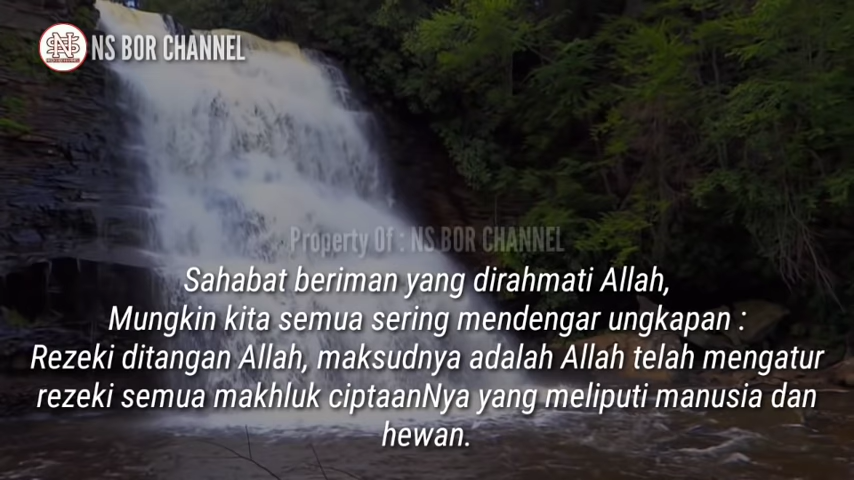 NS BOR CHANNEL
Property Of : NS BOR CHANNEL
Sahabat beriman yang dirahmati Allah,
Mungkin kita semua sering mendengar ungkapan :
Rezeki ditangan Allah, maksudnya adalah Allah telah mengatur
rezeki semua makhluk ciptaanNya yang meliputi manusia dan
hewan.